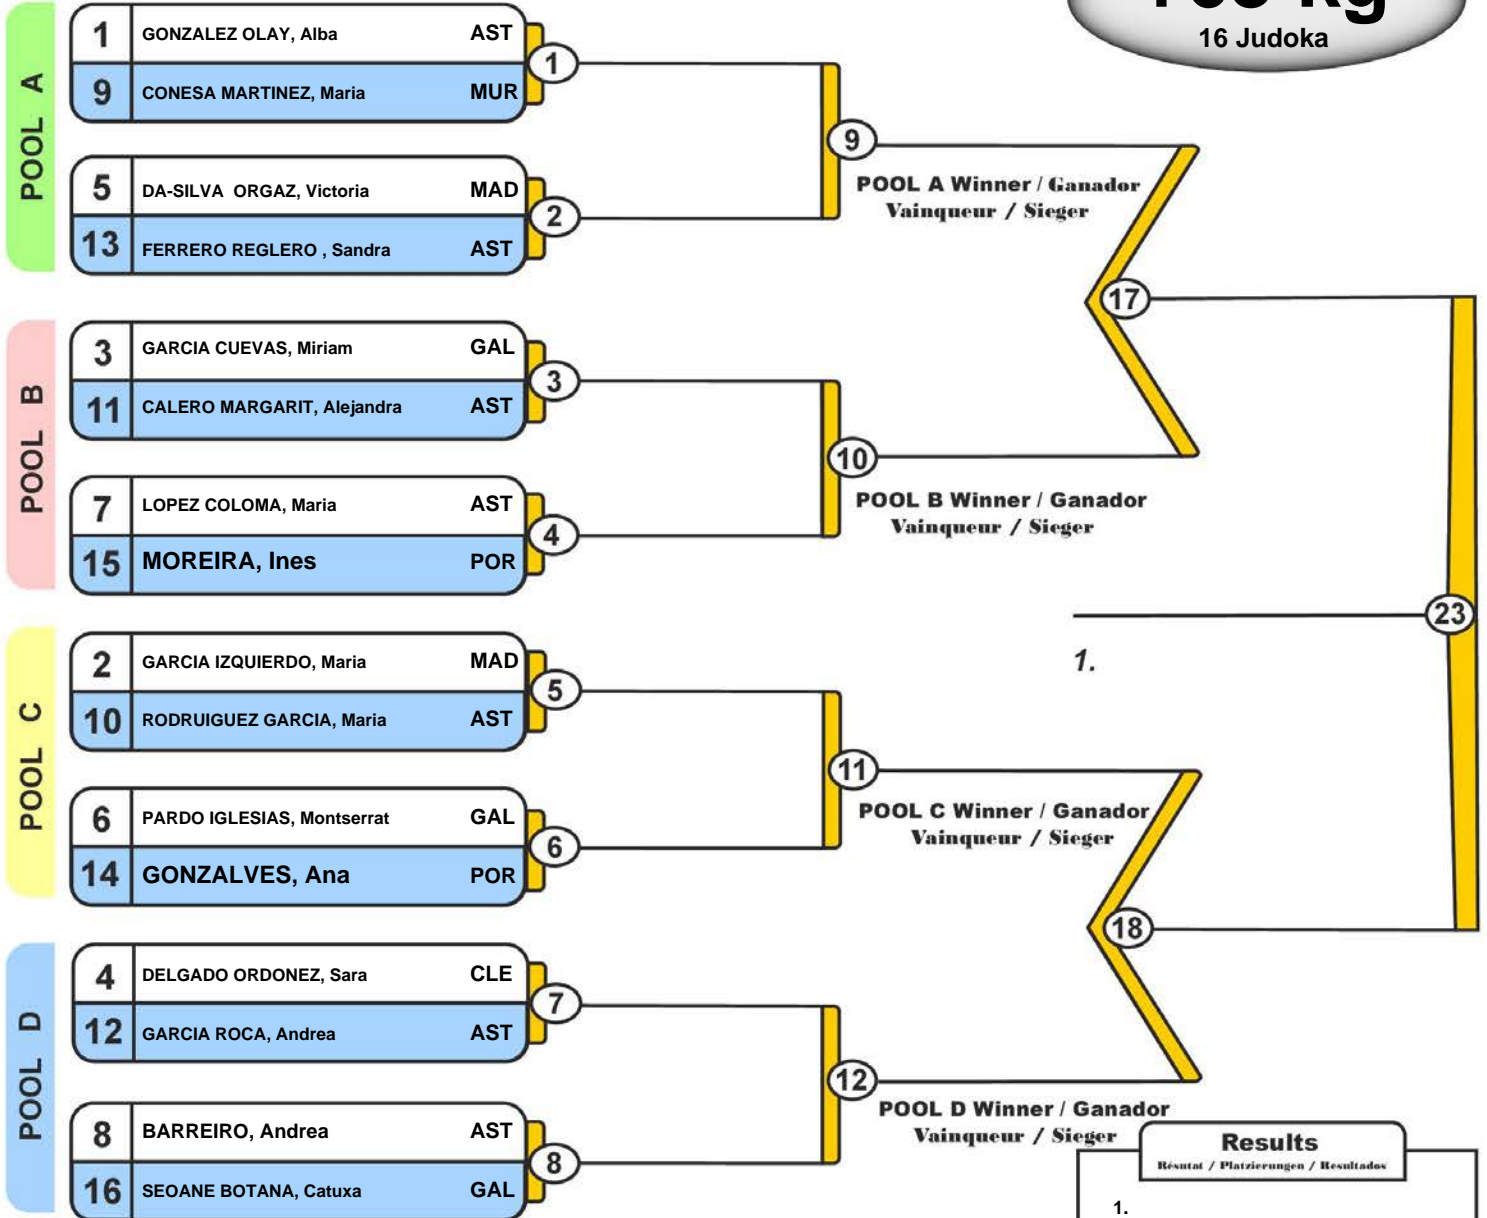 16 Judoka
POOL A
1 GONZALEZ OLAY, Alba AST
9 CONESA MARTINEZ, Maria MUR
1
5 DA-SILVA ORGAZ, Victoria MAD
13 FERRERO REGLERO , Sandra AST
2
9
POOL A Winner / Ganador
Vainqueur / Sieger
POOL B
3 GARCIA CUEVAS, Miriam GAL
11 CALERO MARGARIT, Alejandra AST
3
7 LOPEZ COLOMA, Maria AST
15 MOREIRA, Ines POR
4
10
POOL B Winner / Ganador
Vainqueur / Sieger
17
POOL C
2 GARCIA IZQUIERDO, Maria MAD
10 RODRUIGUEZ GARCIA, Maria AST
5
6 PARDO IGLESIAS, Montserrat GAL
14 GONZALVES, Ana POR
6
11
POOL C Winner / Ganador
Vainqueur / Sieger
POOL D
4 DELGADO ORDONEZ, Sara CLE
12 GARCIA ROCA, Andrea AST
7
8 BARREIRO, Andrea AST
16 SEOANE BOTANA, Catuxa GAL
8
12
POOL D Winner / Ganador
Vainqueur / Sieger
18
23
1.
Results
Résutat / Platzierungen / Resultados
1.